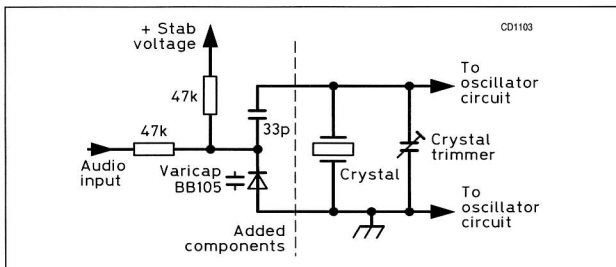 CD1103
+ Stab
voltage
47k
47k
33p
Audio
input
Varicap
BB105
Added
components
Crystal
Crystal
trimmer
To
oscillator
circuit
To
oscillator
circuit